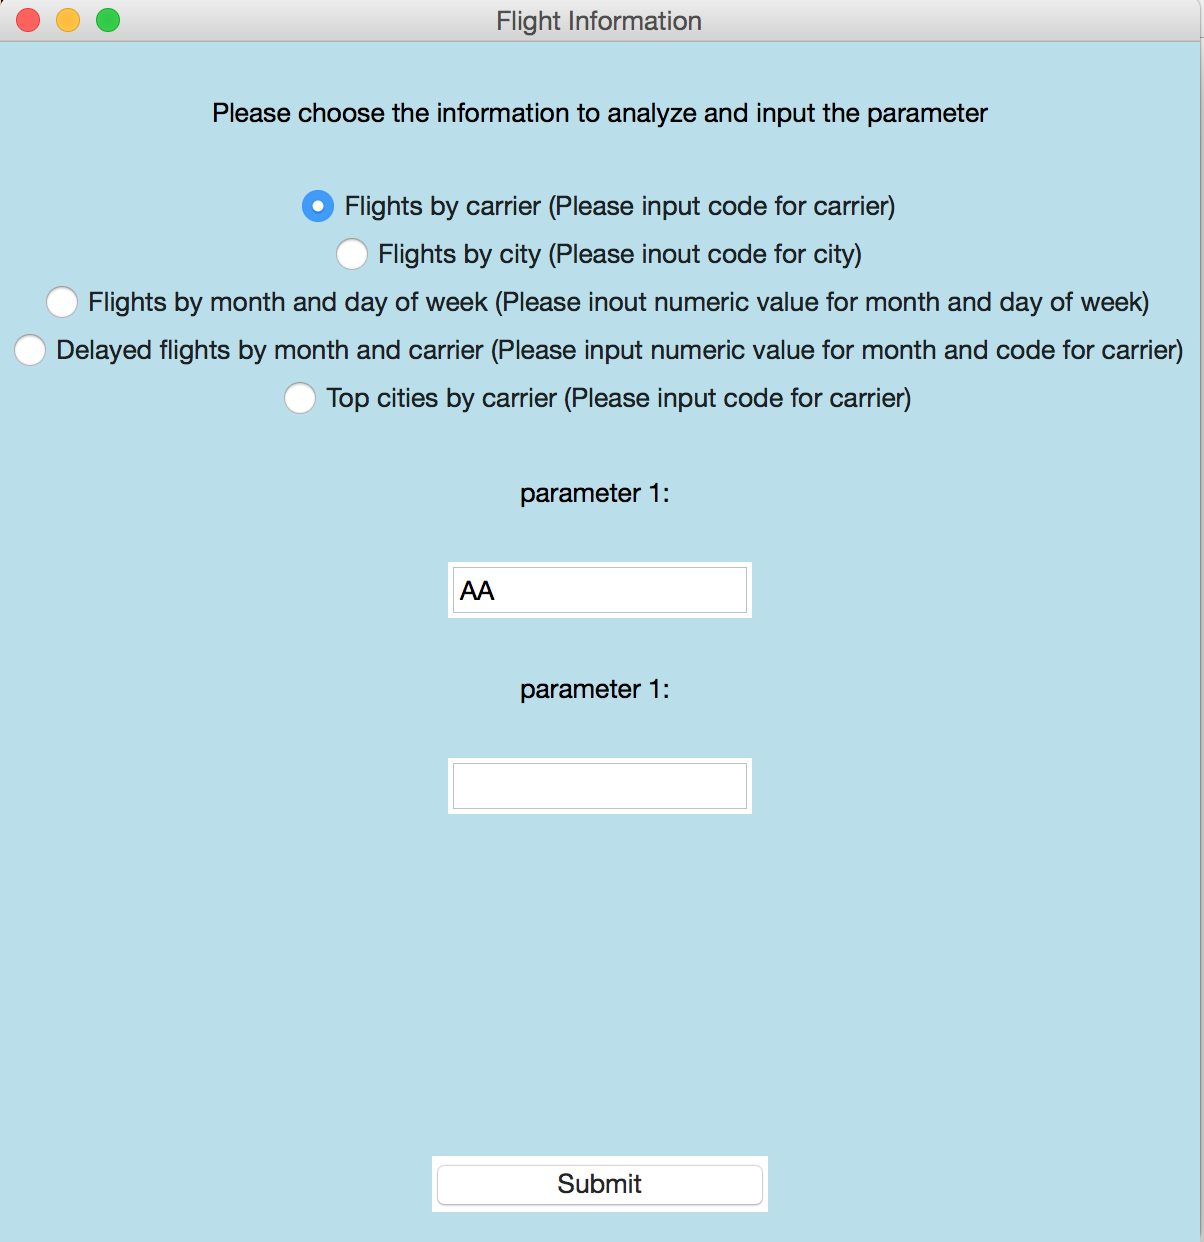 Flight Information
Please choose the information to analyze and input the parameter
Flights by carrier (Please input code for carrier)
Flights by city (Please inout code for city)
Flights by month and day of week (Please inout numeric value for month and day of week)
Delayed flights by month and carrier (Please input numeric value for month and code for carrier)
Top cities by carrier (Please input code for carrier)
parameter 1:
AA
parameter 1:
Submit